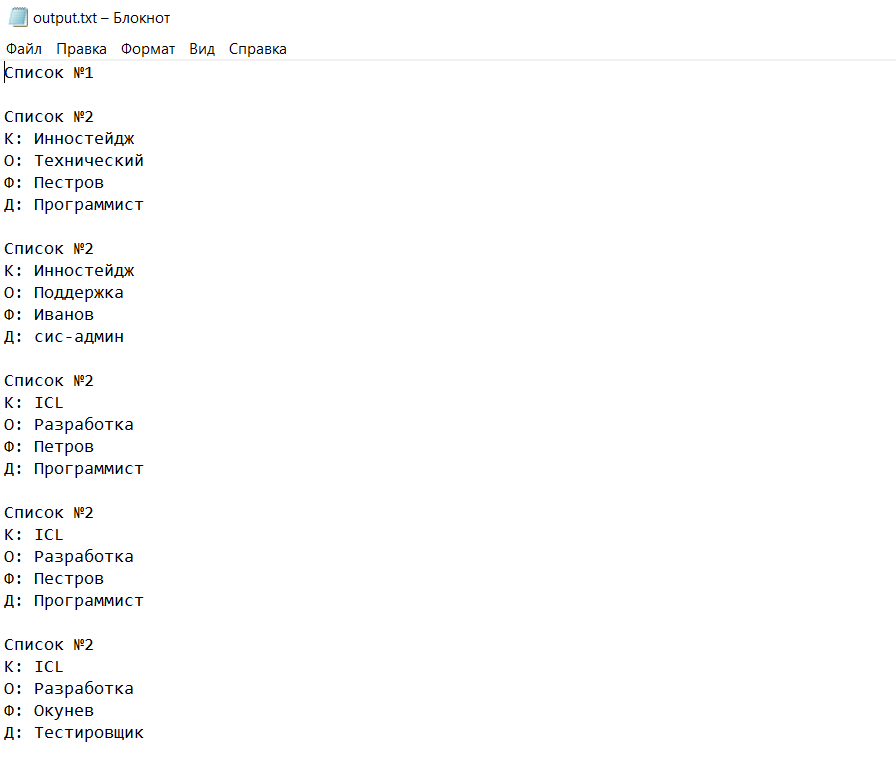 output.txt – Блокнот
Файл Правка Формат Вид Справка
Список №1
Список №2
К: Инностейдж
О: Технический
Ф: Пестров
Д: Программист
Список №2
К: Инностейдж
О: Поддержка
Ф: Иванов
Д: сис-админ
Список №2
К: ICL
О: Разработка
Ф: Петров
Д: Программист
Список №2
К: ICL
О: Разработка
Ф: Пестров
Д: Программист
Список №2
К: ICL
О: Разработка
Ф: Окунев
Д: Тестировщик